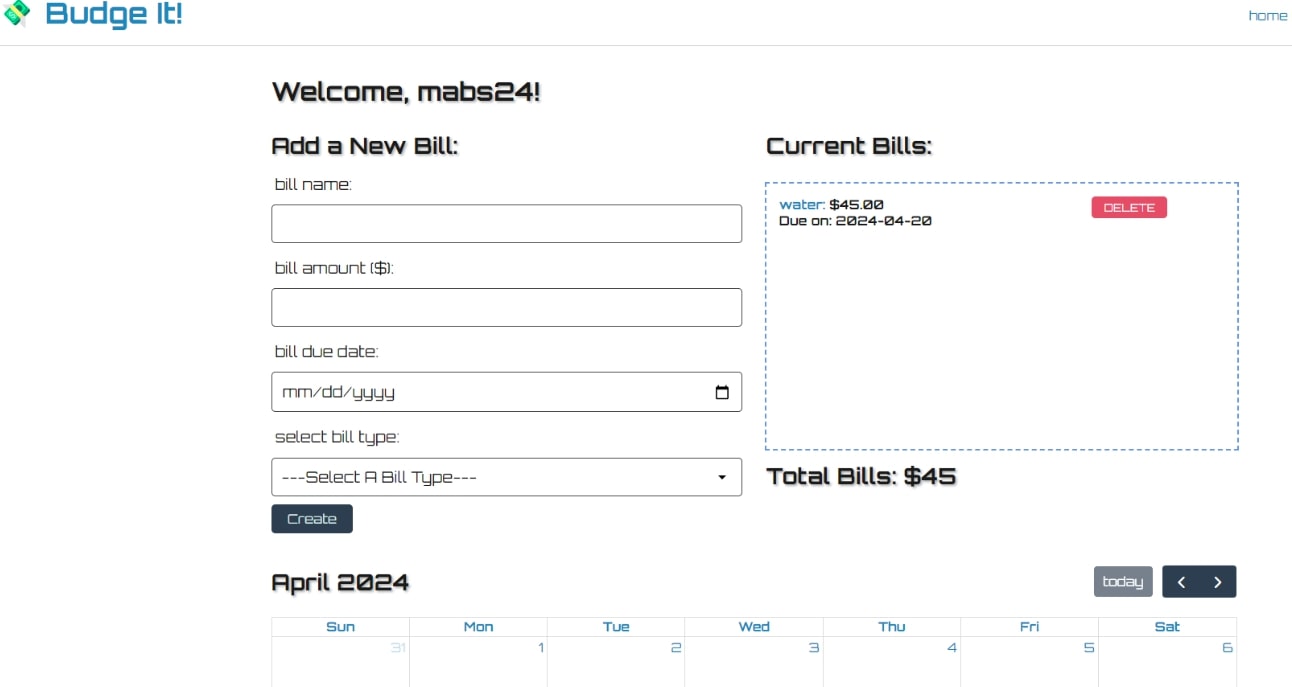 Budge It!
home
Welcome, mabs24!
Add a New Bill:
bill name:
bill amount ($):
bill due date:
mm/dd/yyyy
select bill type:
---Select A Bill Type---
Create
Current Bills:
water: $45.00
DELETE
Due on: 2024-04-20
Total Bills: $45
April 2024
today
Sun Mon Tue Wed Thu Fri Sat
31 1 2 3 4 5 6